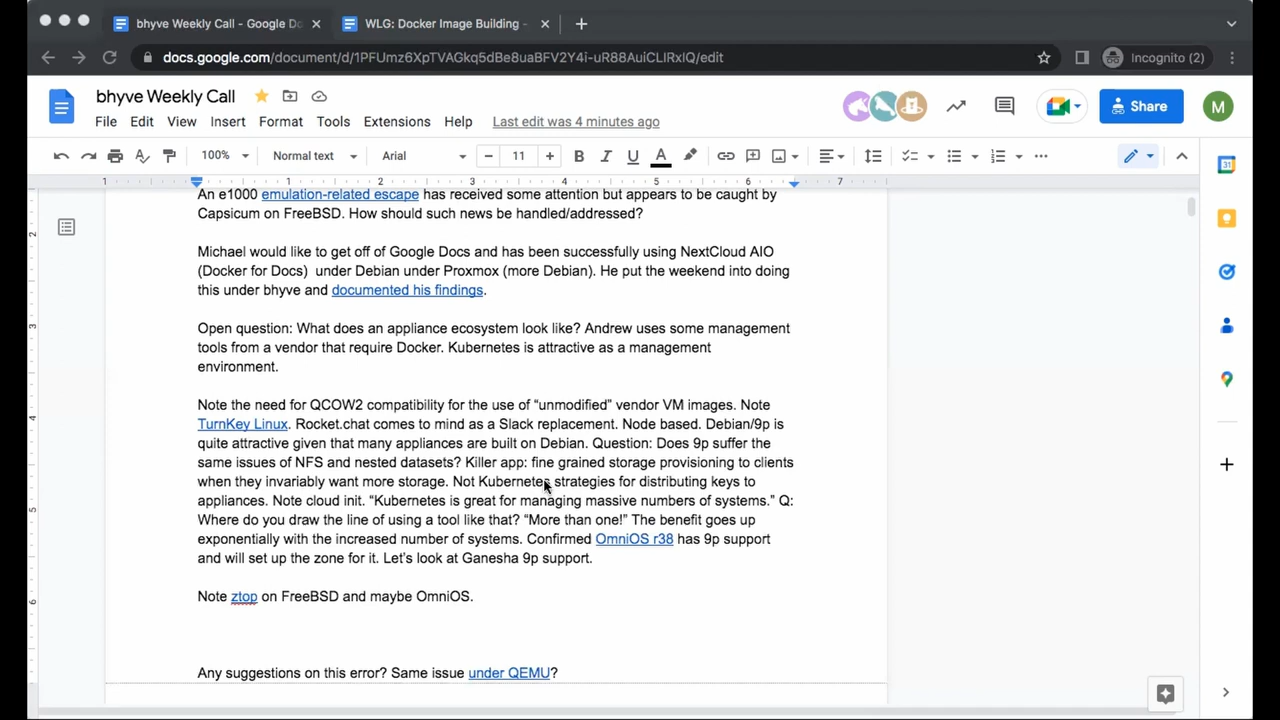 bhyve Weekly Call - Google Do
WLG: Docker Image Building -
docs.google.com/document/d/1PFUmz6XpTVAGkq5dBe8uaBFV2Y4i-uR88AuiCLIRxIQ/edit
Incognito (2)
bhyve Weekly Call
File Edit View Insert Format Tools Extensions Help Last edit was 4 minutes ago
Share
M
100% Normal text Arial 11 B I U A
31
1 1 2 3 4 5 6 7
2
3
4
5
6
An e1000 emulation-related escape has received some attention but appears to be caught by
Capsicum on FreeBSD. How should such news be handled/addressed?
Michael would like to get off of Google Docs and has been successfully using NextCloud AIO
(Docker for Docs) under Debian under Proxmox (more Debian). He put the weekend into doing
this under bhyve and documented his findings.
Open question: What does an appliance ecosystem look like? Andrew uses some management
tools from a vendor that require Docker. Kubernetes is attractive as a management
environment.
Note the need for QCOW2 compatibility for the use of “unmodified” vendor VM images. Note
TurnKey Linux. Rocket.chat comes to mind as a Slack replacement. Node based. Debian/9p is
quite attractive given that many appliances are built on Debian. Question: Does 9p suffer the
same issues of NFS and nested datasets? Killer app: fine grained storage provisioning to clients
when they invariably want more storage. Not Kubernetes strategies for distributing keys to
appliances. Note cloud init. “Kubernetes is great for managing massive numbers of systems.” Q:
Where do you draw the line of using a tool like that? “More than one!” The benefit goes up
exponentially with the increased number of systems. Confirmed OmniOS r38 has 9p support
and will set up the zone for it. Let’s look at Ganesha 9p support.
Note ztop on FreeBSD and maybe OmniOS.
Any suggestions on this error? Same issue under QEMU?